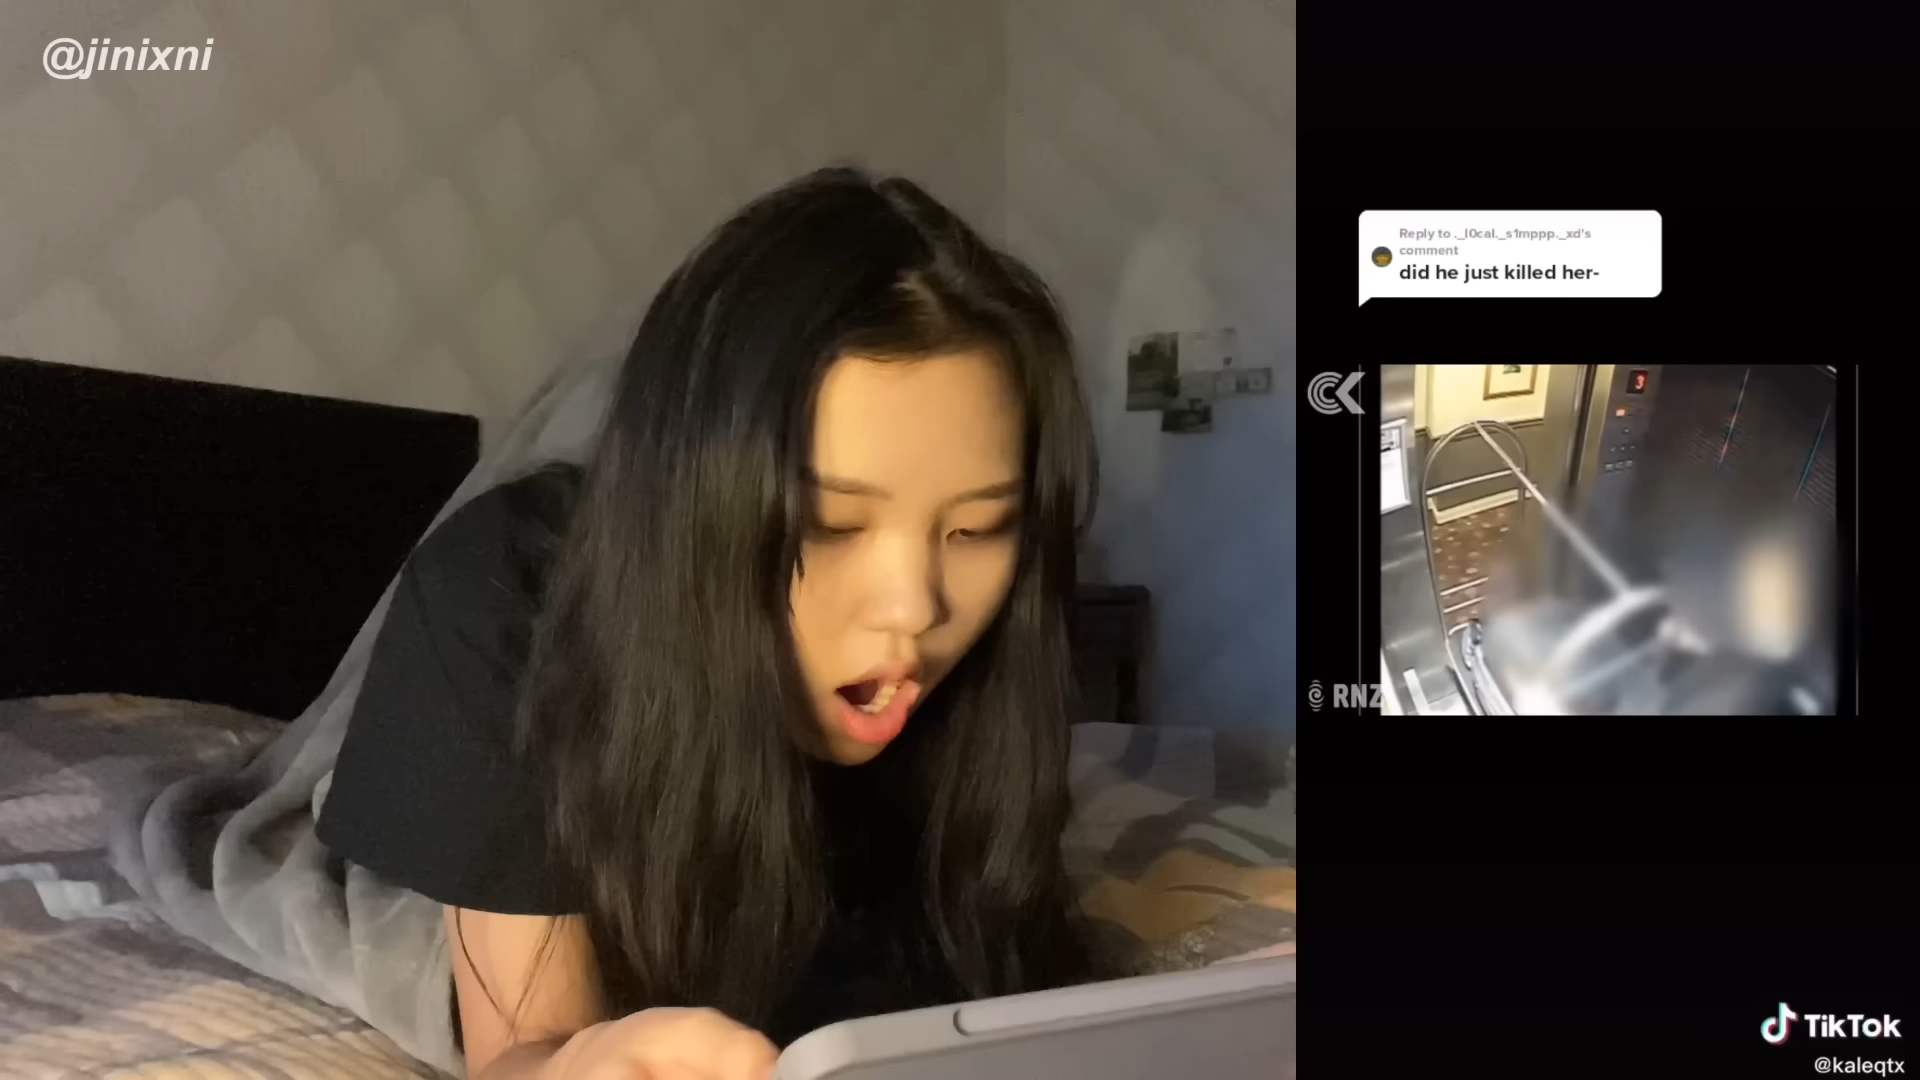 @jinixni
Reply to ._l0cal._s1mppp._xd's
comment
did he just killed her-
3
RNZ
TikTok
@kaleqtx